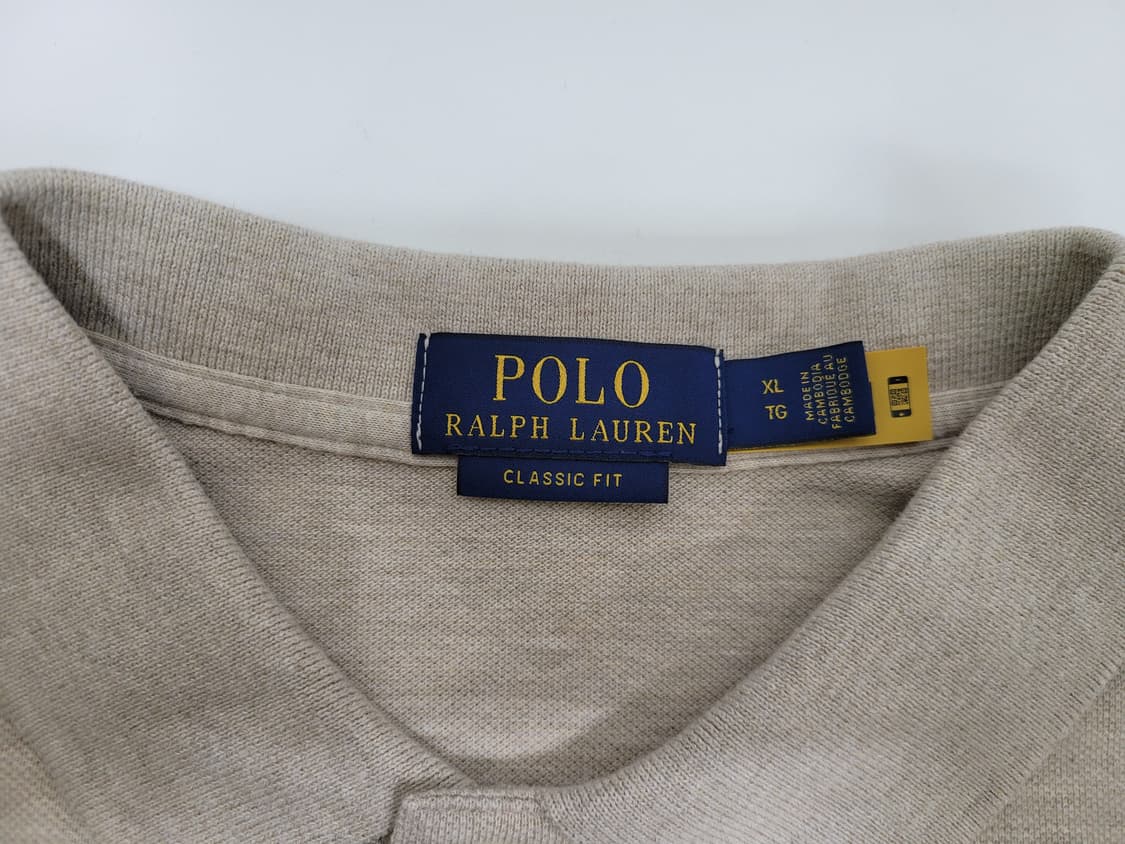 POLO
RALPH LAUREN
CLASSIC FIT
XL
TG
MADE IN
CAMBODIA
FABRIQUÉ AU
CAMBODGE